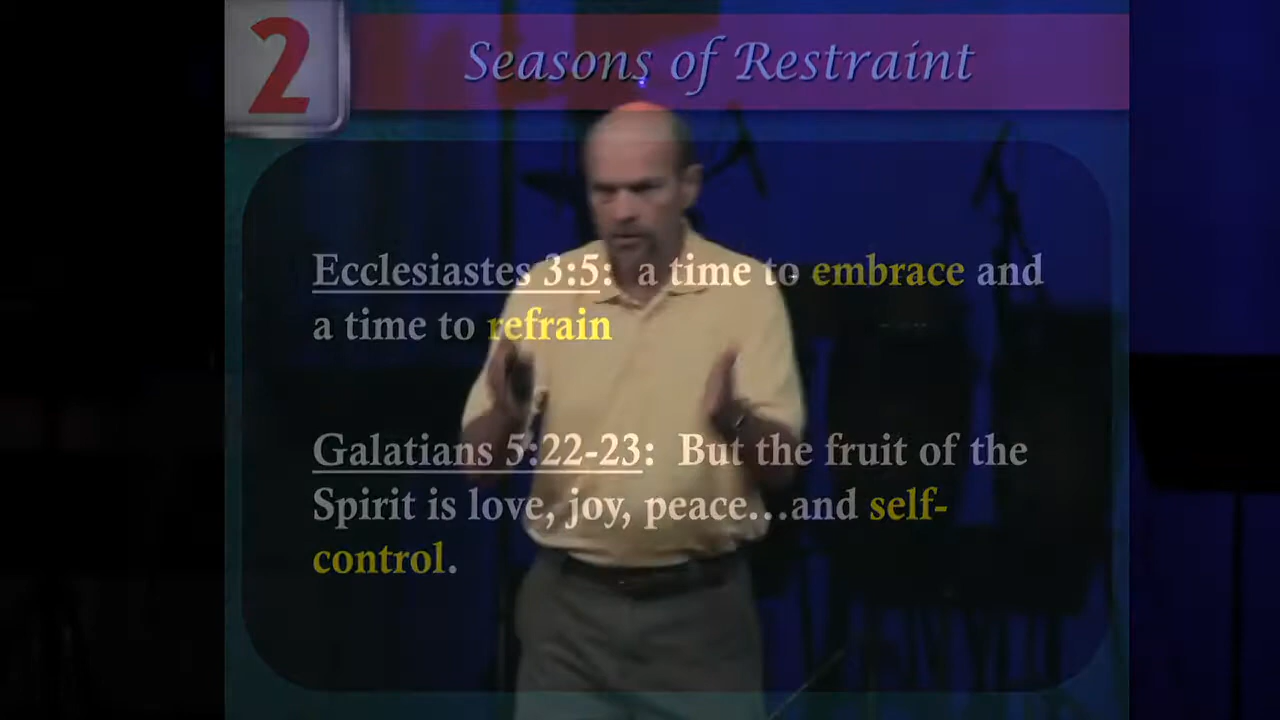 2
Seasons of Restraint
Ecclesiastes 3:5: a time to embrace and
a time to refrain
Galatians 5:22-23: But the fruit of the
Spirit is love, joy, peace…and self-
control.